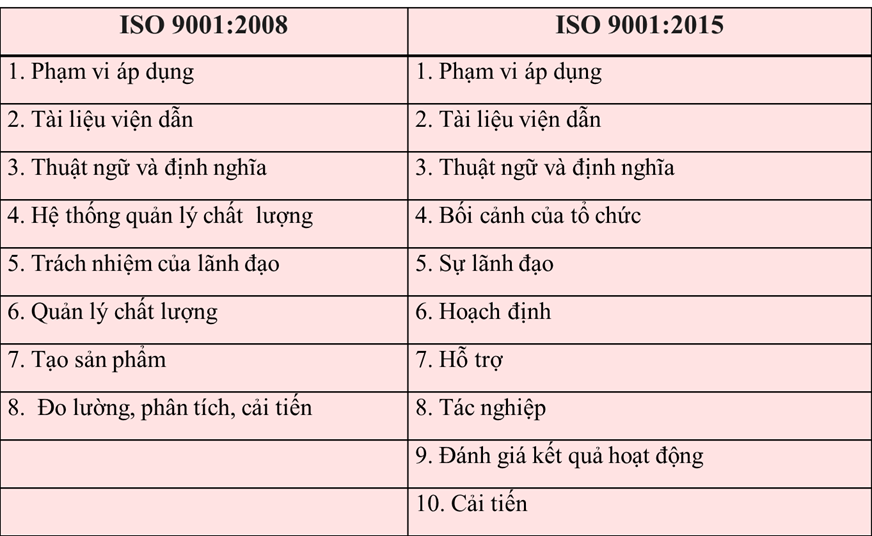 ISO 9001:2008 ISO 9001:2015
1. Phạm vi áp dụng 1. Phạm vi áp dụng
2. Tài liệu viện dẫn 2. Tài liệu viện dẫn
3. Thuật ngữ và định nghĩa 3. Thuật ngữ và định nghĩa
4. Hệ thống quản lý chất lượng 4. Bối cảnh của tổ chức
5. Trách nhiệm của lãnh đạo 5. Sự lãnh đạo
6. Quản lý chất lượng 6. Hoạch định
7. Tạo sản phẩm 7. Hỗ trợ
8. Đo lường, phân tích, cải tiến 8. Tác nghiệp
9. Đánh giá kết quả hoạt động
10. Cải tiến